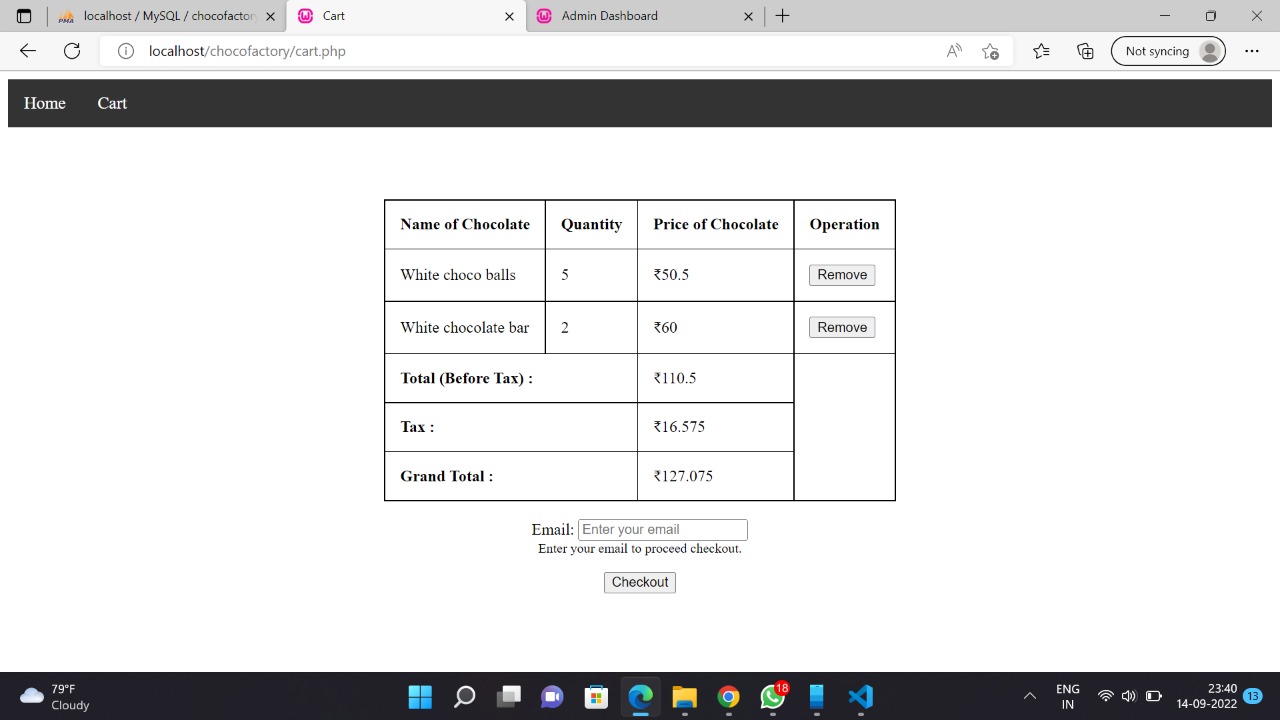 localhost / MySQL / chocofactory
Cart
Admin Dashboard
localhost/chocofactory/cart.php
Not syncing
Home Cart
Name of Chocolate Quantity Price of Chocolate Operation
White choco balls 5 ₹50.5 Remove
White chocolate bar 2 ₹60 Remove
Total (Before Tax) : ₹110.5
Tax : ₹16.575
Grand Total : ₹127.075
Email: Enter your email
Enter your email to proceed checkout.
Checkout
79°F
Cloudy
18
ENG
IN
23:40
14-09-2022
13